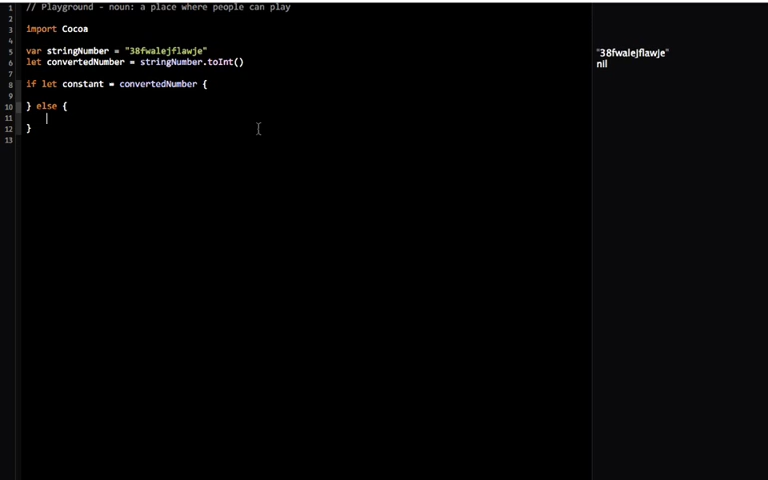 1 // Playground - noun: a place where people can play
2
3 import Cocoa
4
5 var stringNumber = "38fwalejflawje"
6 let convertedNumber = stringNumber.toInt()
7
8 if let constant = convertedNumber {
9
10 } else {
11
12 }
13
"38fwalejflawje"
nil